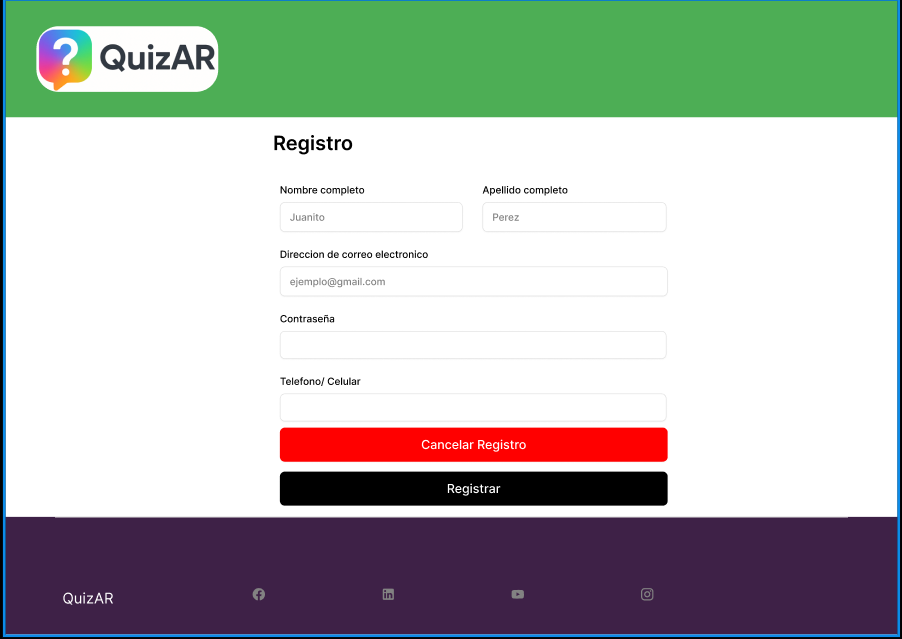 ? QuizAR
Registro
Nombre completo
Apellido completo
Juanito
Perez
Direccion de correo electronico
ejemplo@gmail.com
Contraseña
Telefono/ Celular
Cancelar Registro
Registrar
QuizAR